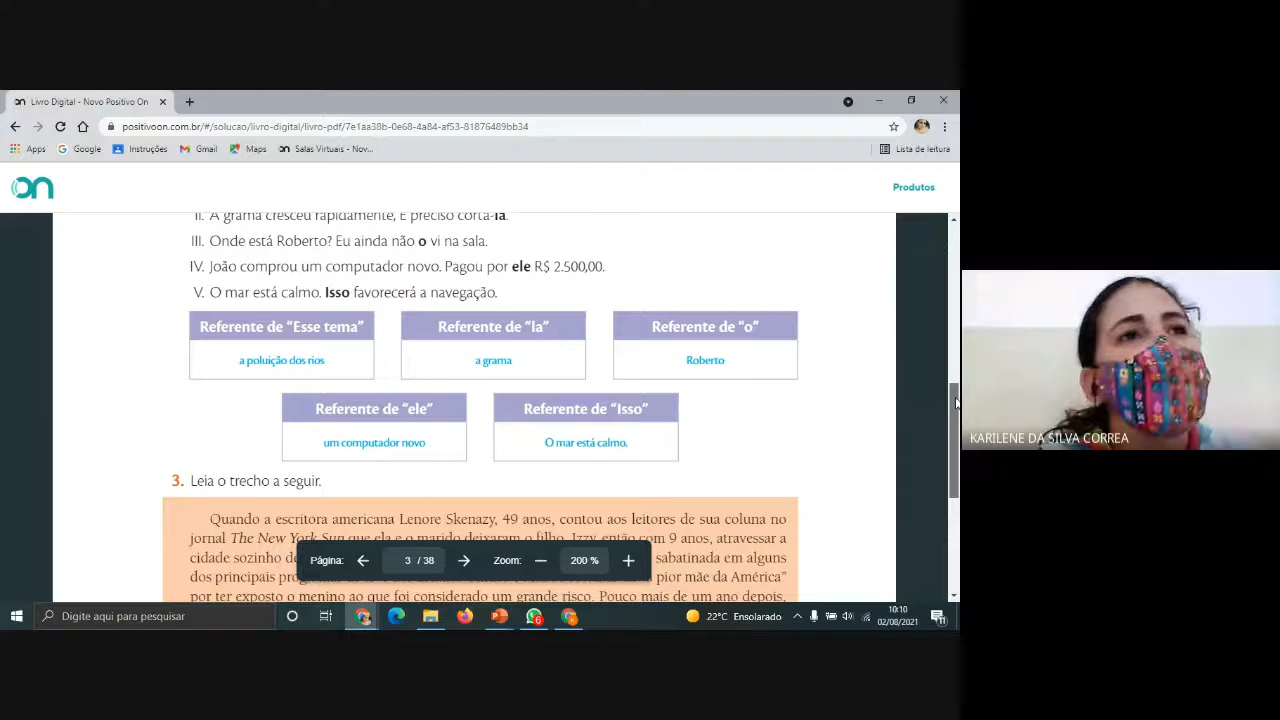 Livro Digital - Novo Positivo On
positivoon.com.br/#/solucao/livro-digital/livro-pdf/7e1aa38b-0e68-4a84-af53-81876489bb34
Apps Google Instruções Gmail Maps Salas Virtuais - Nov... Lista de leitura
on Produtos
II. A grama cresceu rapidamente, É preciso cortá-la.
III. Onde está Roberto? Eu ainda não o vi na sala.
IV. João comprou um computador novo. Pagou por ele R$ 2.500,00.
V. O mar está calmo. Isso favorecerá a navegação.
Referente de “Esse tema” Referente de “la” Referente de “o”
a poluição dos rios a grama Roberto
Referente de “ele” Referente de “Isso”
um computador novo O mar está calmo.
KARILENE DA SILVA CORREA
3. Leia o trecho a seguir.
Quando a escritora americana Lenore Skenazy, 49 anos, contou aos leitores de sua coluna no
jornal The New York Sun que ela e o marido deixaram o filho, Izzy, então com 9 anos, atravessar a
cidade sozinho de sabatinada em alguns
dos principais pior mãe da América”
por ter exposto o menino ao que foi considerado um grande risco. Pouco mais de um ano depois,
Página: 3 / 38 Zoom: 200 %
Digite aqui para pesquisar 6 22°C Ensolarado 10:10
02/08/2021 11